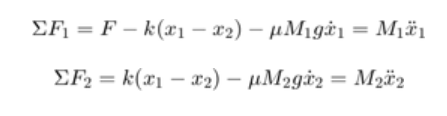 ΣF₁ = F − k(x₁ − x₂) − μM₁gẋ₁ = M₁ẍ₁
ΣF₂ = k(x₁ − x₂) − μM₂gẋ₂ = M₂ẍ₂